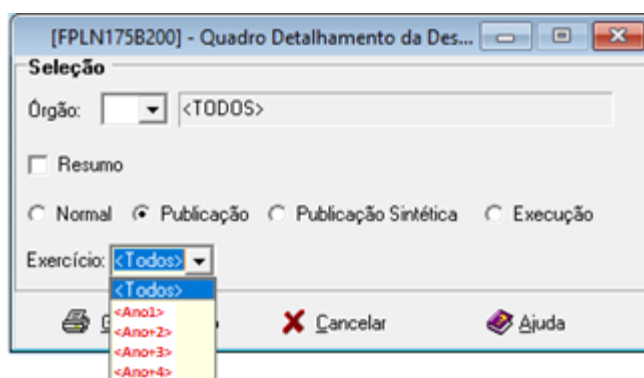 [FPLN175B200] - Quadro Detalhamento da Des...
Seleção
Órgão: <TODOS>
Resumo
Normal Publicação Publicação Sintética Execução
Exercício: <Todos>
<Todos>
<Ano1>
<Ano+2>
<Ano+3>
<Ano+4>
Cancelar Ajuda